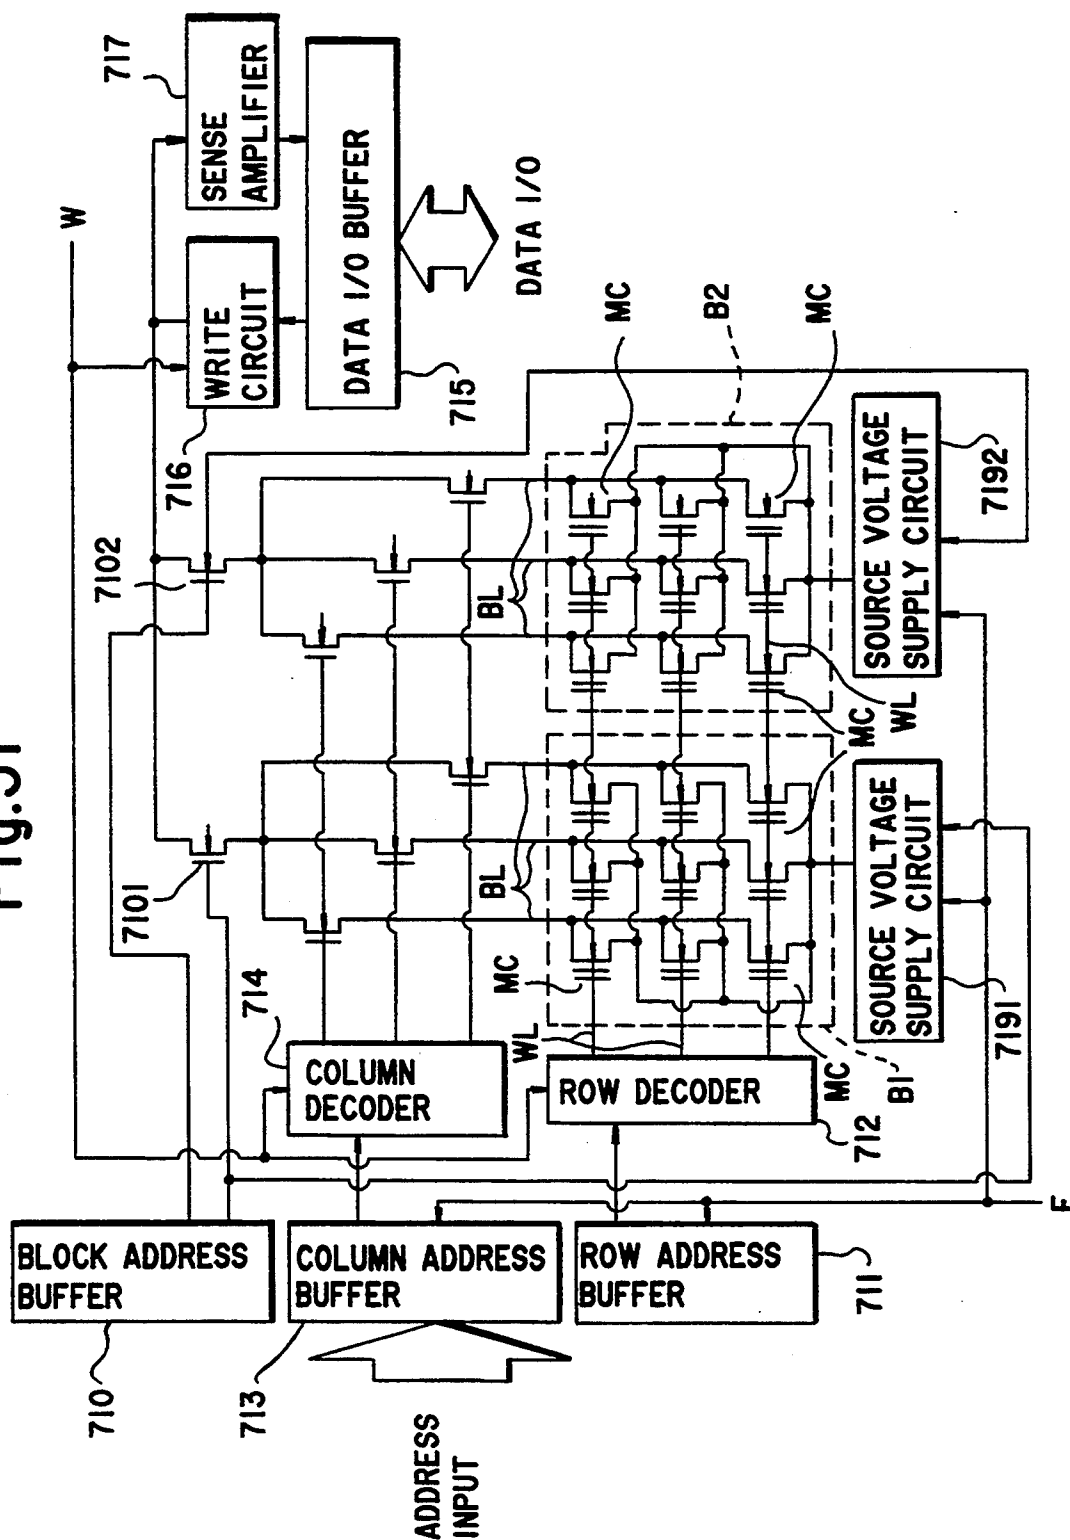 717
W
SENSE
AMPLIFIER
WRITE
CIRCUIT
716
DATA I/O BUFFER
715
DATA I/O
7102
7101
BL
BL
MC
B2
MC
714
COLUMN
DECODER
WL
MC
ROW DECODER
712
MC
B1
MC
WL
SOURCE VOLTAGE
SUPPLY CIRCUIT
7191
SOURCE VOLTAGE
SUPPLY CIRCUIT
7192
BLOCK ADDRESS
BUFFER
710
COLUMN ADDRESS
BUFFER
713
ROW ADDRESS
BUFFER
711
ADDRESS
INPUT